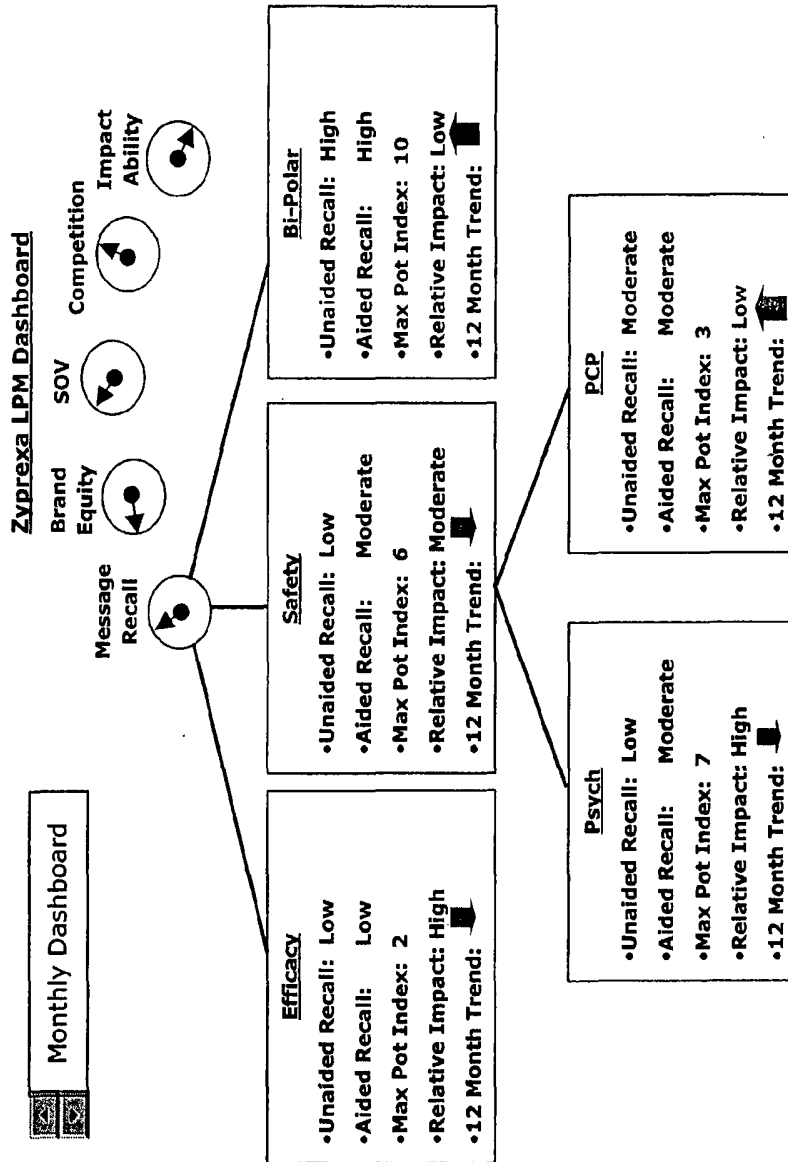 Monthly Dashboard
Zyprexa LPM Dashboard
Message
Recall
Brand
Equity
SOV
Competition
Impact
Ability
Efficacy
•Unaided Recall: Low
•Aided Recall: Low
•Max Pot Index: 2
•Relative Impact: High
•12 Month Trend:
Safety
•Unaided Recall: Low
•Aided Recall: Moderate
•Max Pot Index: 6
•Relative Impact: Moderate
•12 Month Trend:
Bi-Polar
•Unaided Recall: High
•Aided Recall: High
•Max Pot Index: 10
•Relative Impact: Low
•12 Month Trend:
Psych
•Unaided Recall: Low
•Aided Recall: Moderate
•Max Pot Index: 7
•Relative Impact: High
•12 Month Trend:
PCP
•Unaided Recall: Moderate
•Aided Recall: Moderate
•Max Pot Index: 3
•Relative Impact: Low
•12 Month Trend: